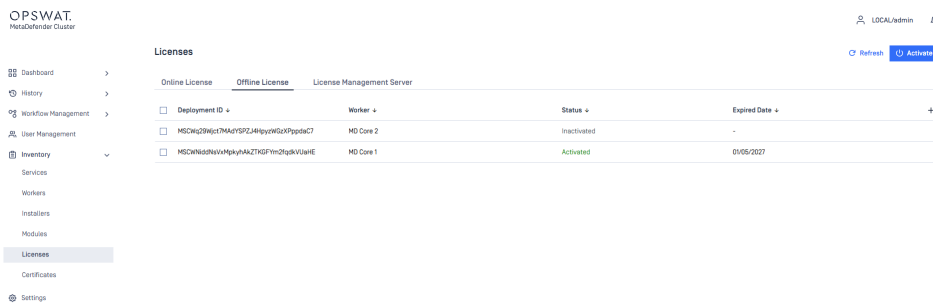 OPSWAT.
MetaDefender Cluster
LOCAL/admin
Licenses
Refresh
Activate
Dashboard
History
Workflow Management
User Management
Inventory
Services
Workers
Installers
Modules
Licenses
Certificates
Settings
Online License Offline License License Management Server
Deployment ID ↓ Worker ↓ Status ↓ Expired Date ↓ +
MSCWq29Wjct7MAdYSPZJ4HpyzWGzXPppdaC7 MD Core 2 Inactivated -
MSCWNiddNsVxMpkyhAkZTKGFYm2fqdkVUaHE MD Core 1 Activated 01/05/2027